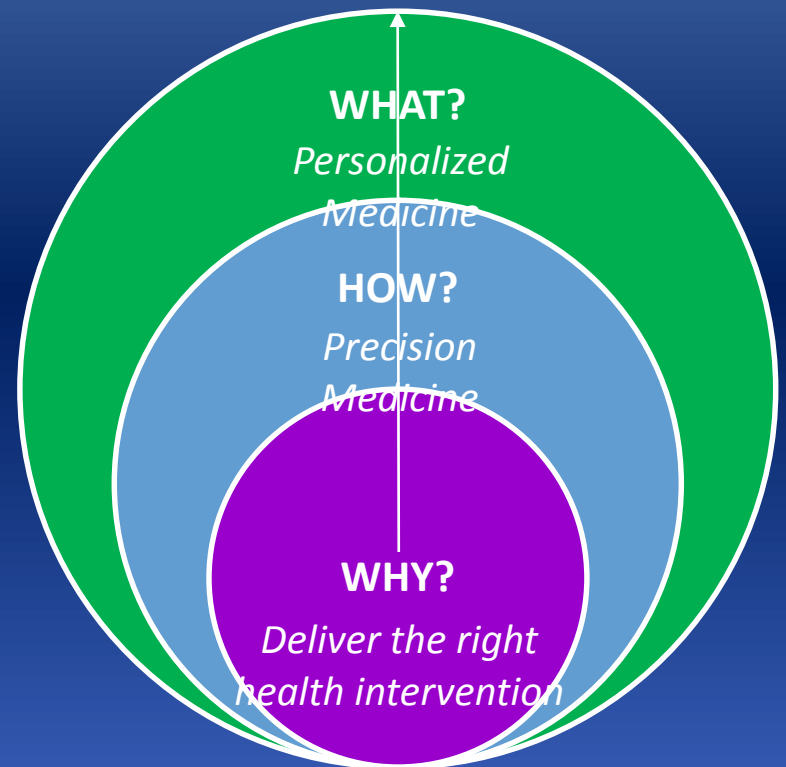 WHAT?
Personalized
Medicine
HOW?
Precision
Medicine
WHY?
Deliver the right
health intervention